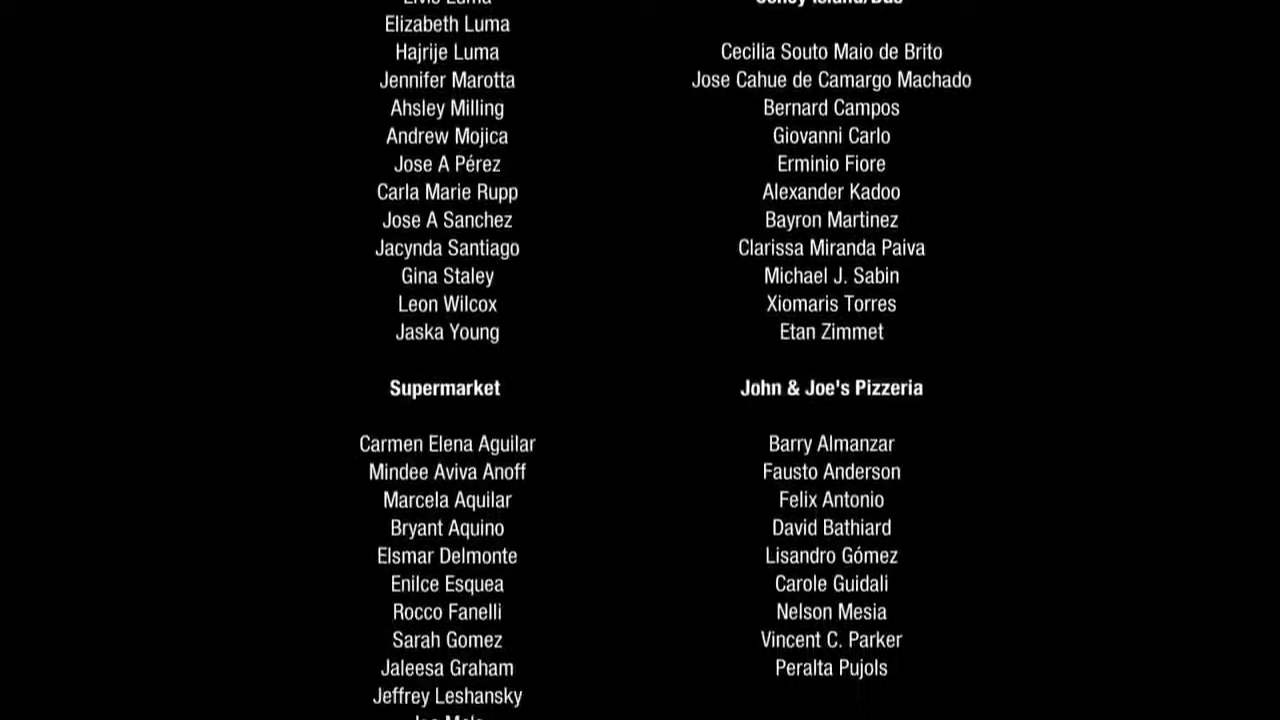 Elvis Luma
Elizabeth Luma
Hajrije Luma
Jennifer Marotta
Ahsley Milling
Andrew Mojica
Jose A Pérez
Carla Marie Rupp
Jose A Sanchez
Jacynda Santiago
Gina Staley
Leon Wilcox
Jaska Young
Supermarket
Carmen Elena Aguilar
Mindee Aviva Anoff
Marcela Aquilar
Bryant Aquino
Elsmar Delmonte
Enilce Esquea
Rocco Fanelli
Sarah Gomez
Jaleesa Graham
Jeffrey Leshansky
Coney Island/Bus
Cecilia Souto Maio de Brito
Jose Cahue de Camargo Machado
Bernard Campos
Giovanni Carlo
Erminio Fiore
Alexander Kadoo
Bayron Martinez
Clarissa Miranda Paiva
Michael J. Sabin
Xiomaris Torres
Etan Zimmet
John & Joe's Pizzeria
Barry Almanzar
Fausto Anderson
Felix Antonio
David Bathiard
Lisandro Gómez
Carole Guidali
Nelson Mesia
Vincent C. Parker
Peralta Pujols